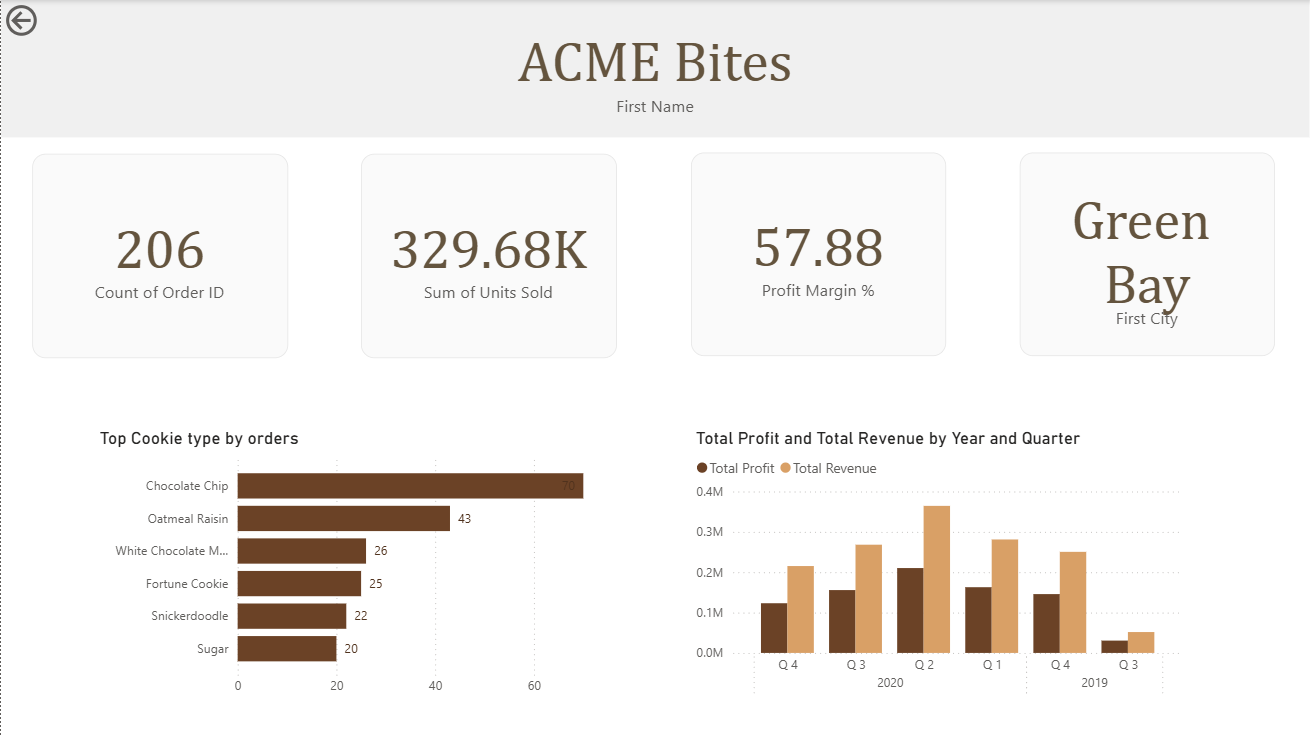 ACME Bites
First Name
206
Count of Order ID
329.68K
Sum of Units Sold
57.88
Profit Margin %
Green
Bay
First City
Top Cookie type by orders
Chocolate Chip 70
Oatmeal Raisin 43
White Chocolate M... 26
Fortune Cookie 25
Snickerdoodle 22
Sugar 20
0 20 40 60
Total Profit and Total Revenue by Year and Quarter
Total Profit Total Revenue
0.4M
0.3M
0.2M
0.1M
0.0M
Q 4 Q 3 Q 2 Q 1 Q 4 Q 3
2020 2019